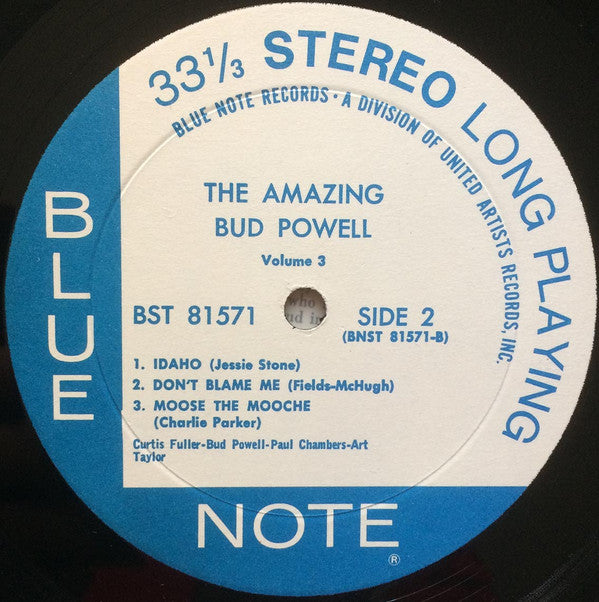 33⅓ STEREO LONG PLAYING
BLUE NOTE RECORDS • A DIVISION OF UNITED ARTISTS RECORDS, INC.
THE AMAZING
BUD POWELL
Volume 3
BST 81571
SIDE 2
(BNST 81571-B)
1. IDAHO (Jessie Stone)
2. DON'T BLAME ME (Fields-McHugh)
3. MOOSE THE MOOCHE
(Charlie Parker)
Curtis Fuller-Bud Powell-Paul Chambers-Art
Taylor
BLUE
NOTE ®